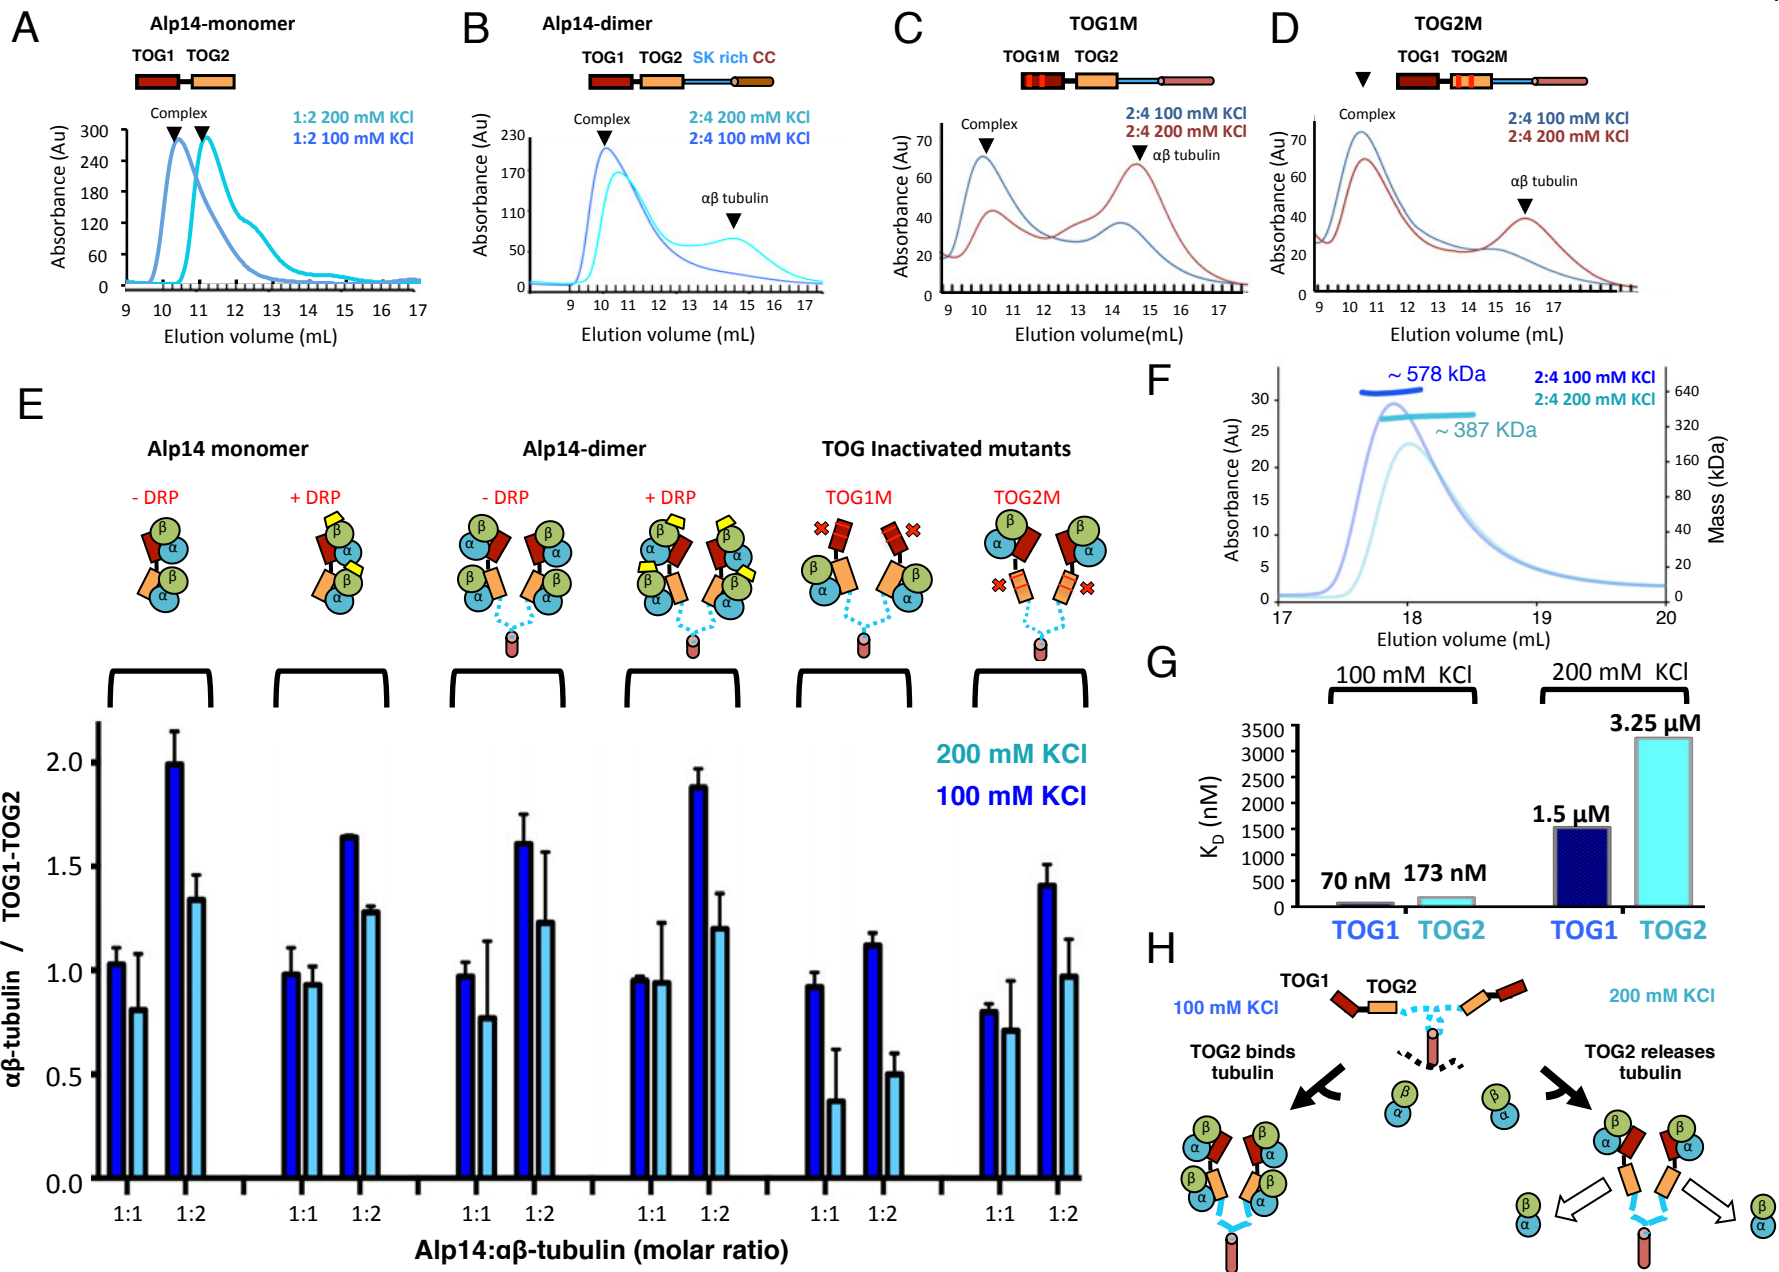 A
Alp14-monomer
TOG1 TOG2
Complex
1:2 200 mM KCl
1:2 100 mM KCl
Absorbance (Au)
300
240
180
120
60
0
9 10 11 12 13 14 15 16 17
Elution volume (mL)
B
Alp14-dimer
TOG1 TOG2 SK rich CC
Complex
2:4 200 mM KCl
2:4 100 mM KCl
αβ tubulin
Absorbance (Au)
230
170
110
50
0
9 10 11 12 13 14 15 16 17
Elution volume (mL)
C
TOG1M
TOG1M TOG2
Complex
2:4 100 mM KCl
2:4 200 mM KCl
αβ tubulin
Absorbance (Au)
70
60
40
20
0
9 10 11 12 13 14 15 16 17
Elution volume(mL)
D
TOG2M
TOG1 TOG2M
Complex
2:4 100 mM KCl
2:4 200 mM KCl
αβ tubulin
Absorbance (Au)
70
60
40
20
0
9 10 11 12 13 14 15 16 17
Elution volume (mL)
E
Alp14 monomer
Alp14-dimer
TOG Inactivated mutants
- DRP
+ DRP
- DRP
+ DRP
TOG1M
TOG2M
β α β α
β α β α
β α β α β α β α
β α β α β α β α
β α β α
β α β α
200 mM KCl
100 mM KCl
αβ-tubulin / TOG1-TOG2
2.0
1.5
1.0
0.5
0.0
1:1 1:2 1:1 1:2 1:1 1:2 1:1 1:2 1:1 1:2 1:1 1:2
Alp14:αβ-tubulin (molar ratio)
F
~ 578 kDa
~ 387 KDa
2:4 100 mM KCl
2:4 200 mM KCl
Absorbance (Au)
30
25
20
15
10
5
0
640
320
160
80
40
20
0
Mass (kDa)
17 18 19 20
Elution volume (mL)
G
100 mM KCl
200 mM KCl
K_D (nM)
3500
3000
2500
2000
1500
1000
500
0
70 nM
173 nM
1.5 μM
3.25 μM
TOG1 TOG2 TOG1 TOG2
H
TOG1
TOG2
100 mM KCl
200 mM KCl
TOG2 binds
tubulin
TOG2 releases
tubulin
β α β α
β α β α β α β α
β α β α β α β α